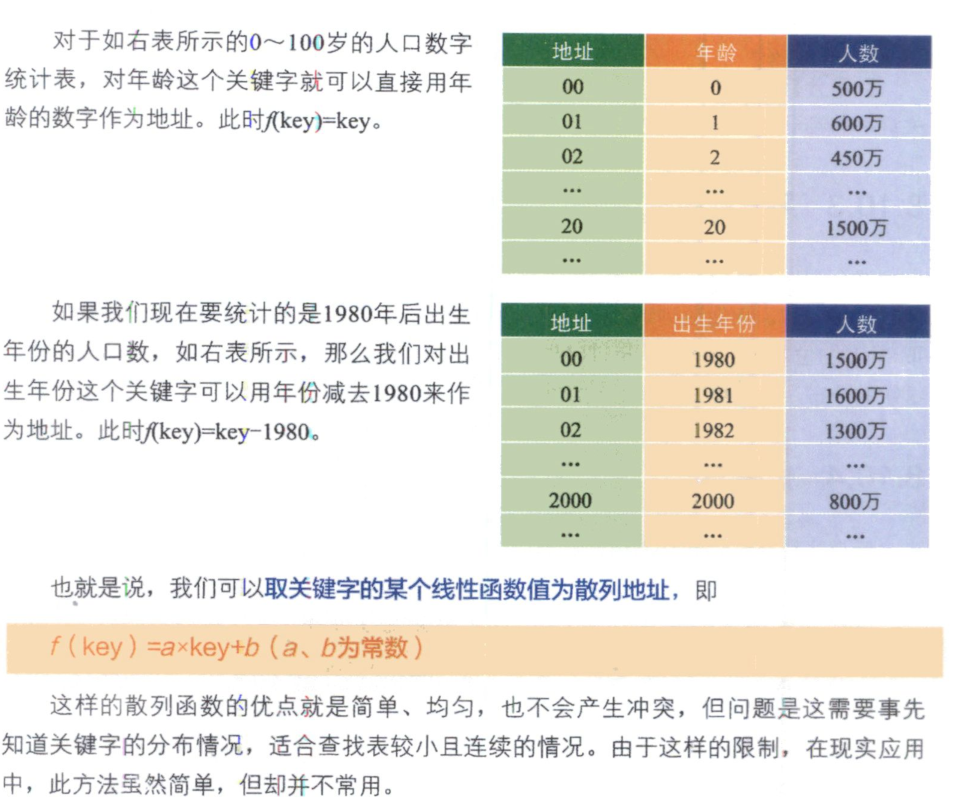 对于如右表所示的0～100岁的人口数字
统计表，对年龄这个关键字就可以直接用年
龄的数字作为地址。此时f(key)=key。
地址 年龄 人数
00 0 500万
01 1 600万
02 2 450万
… … …
20 20 1500万
… … …
如果我们现在要统计的是1980年后出生
年份的人口数，如右表所示，那么我们对出
生年份这个关键字可以用年份减去1980来作
为地址。此时f(key)=key-1980。
地址 出生年份 人数
00 1980 1500万
01 1981 1600万
02 1982 1300万
… … …
2000 2000 800万
… … …
也就是说，我们可以取关键字的某个线性函数值为散列地址，即
f（key）=a×key+b（a、b为常数）
这样的散列函数的优点就是简单、均匀，也不会产生冲突，但问题是这需要事先
知道关键字的分布情况，适合查找表较小且连续的情况。由于这样的限制，在现实应用
中，此方法虽然简单，但却并不常用。